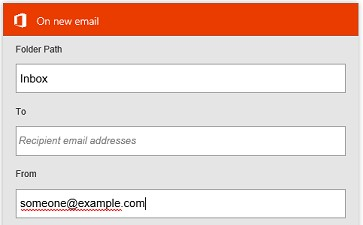 On new email
Folder Path
Inbox
To
Recipient email addresses
From
someone@example.com